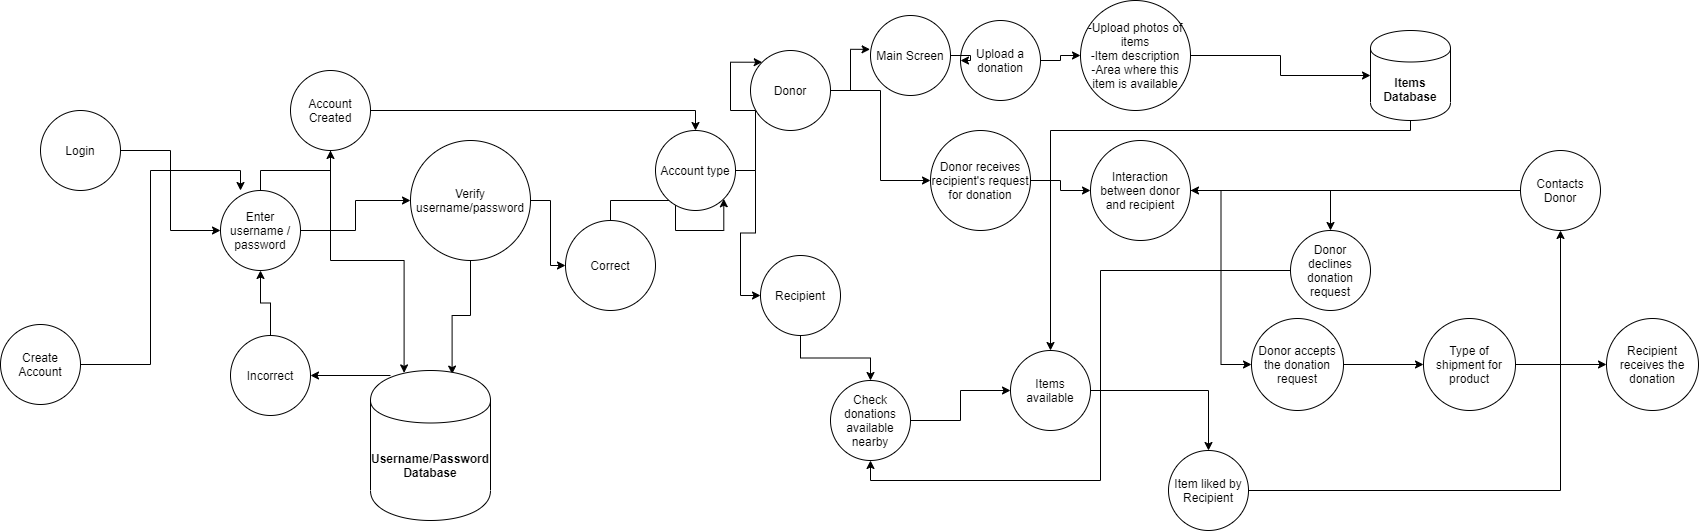 Login
Create
Account
Enter
username /
password
Account
Created
Incorrect
Verify
username/password
Username/Password
Database
Correct
Account type
Donor
Recipient
Main Screen
Upload a
donation
-Upload photos of
items
-Item description
-Area where this
item is available
Items
Database
Donor receives
recipient's request
for donation
Interaction
between donor
and recipient
Contacts
Donor
Donor
declines
donation
request
Donor accepts
the donation
request
Type of
shipment for
product
Recipient
receives the
donation
Check
donations
available
nearby
Items
available
Item liked by
Recipient